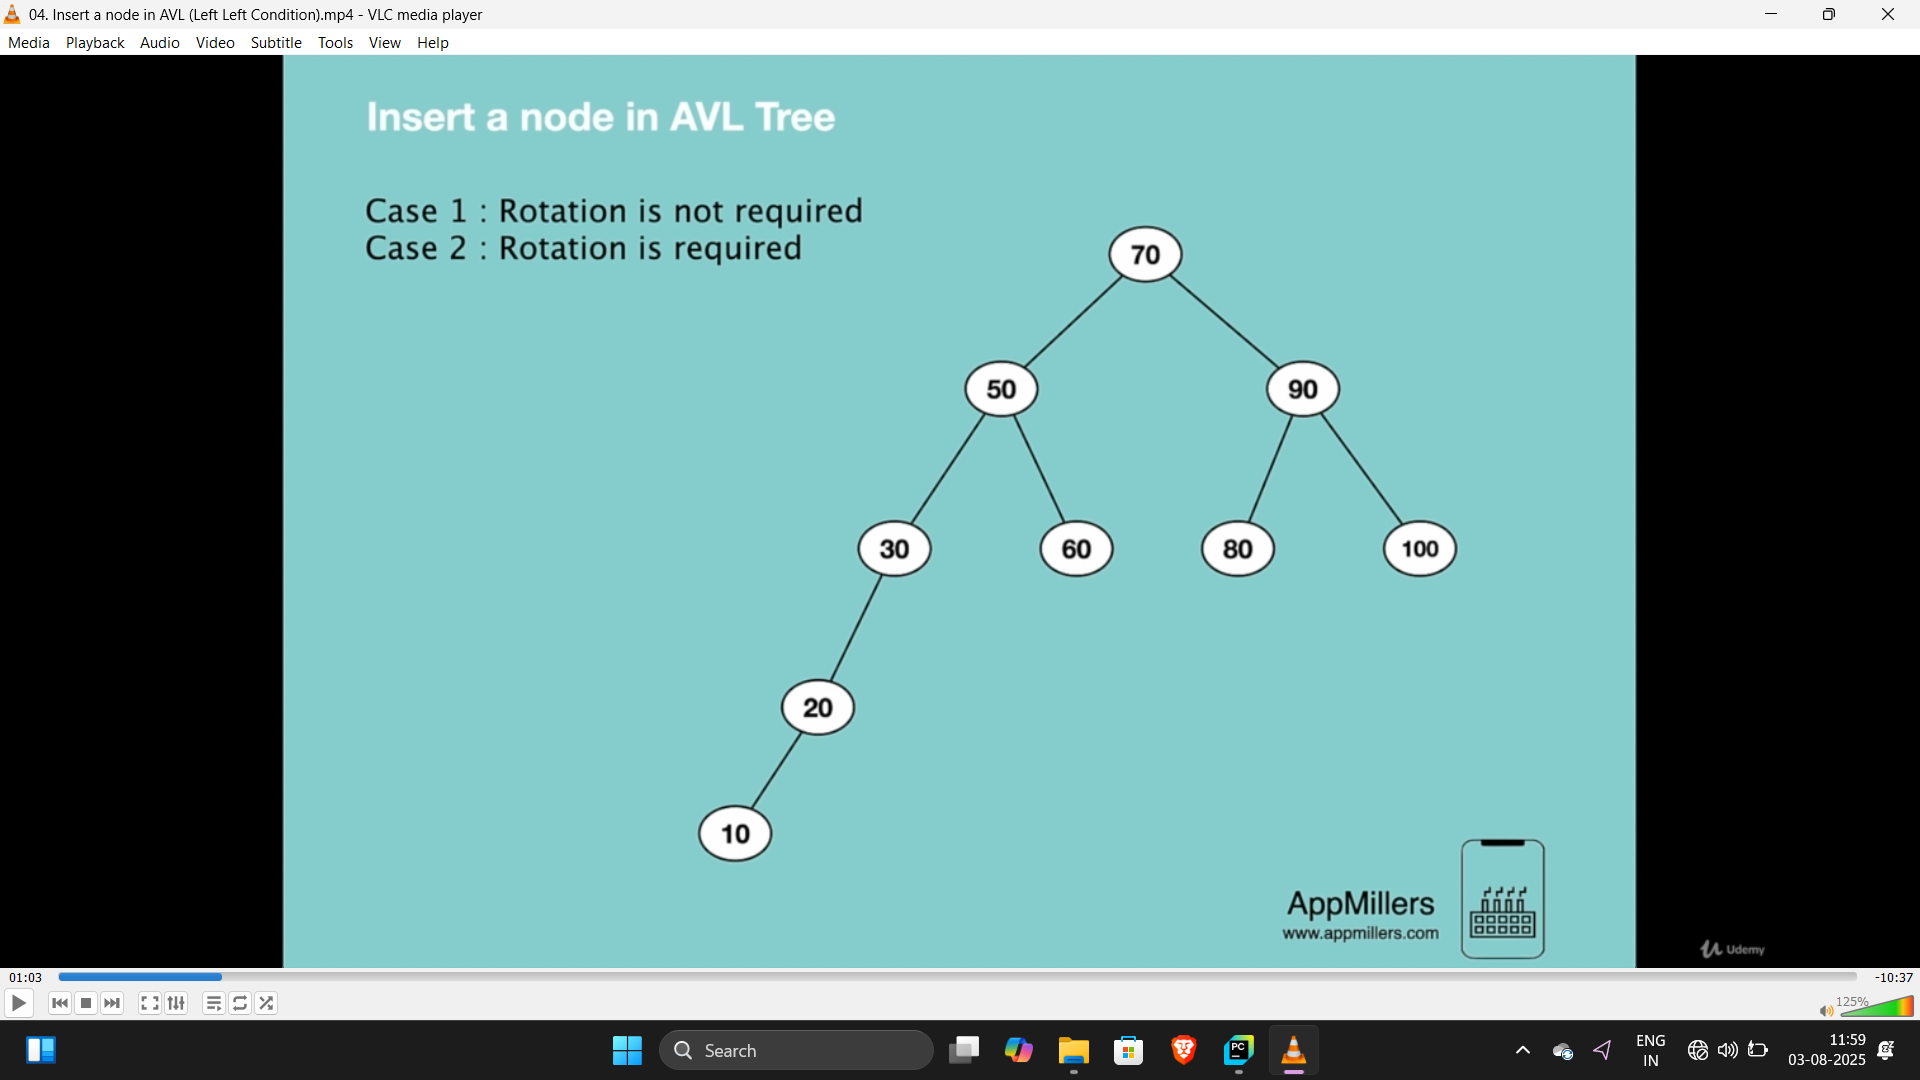 04. Insert a node in AVL (Left Left Condition).mp4 - VLC media player
Media Playback Audio Video Subtitle Tools View Help
Insert a node in AVL Tree
Case 1 : Rotation is not required
Case 2 : Rotation is required
70
50 90
30 60 80 100
20
10
AppMillers
www.appmillers.com
Udemy
01:03 -10:37
125%
Search
PC
ENG
IN
11:59
03-08-2025